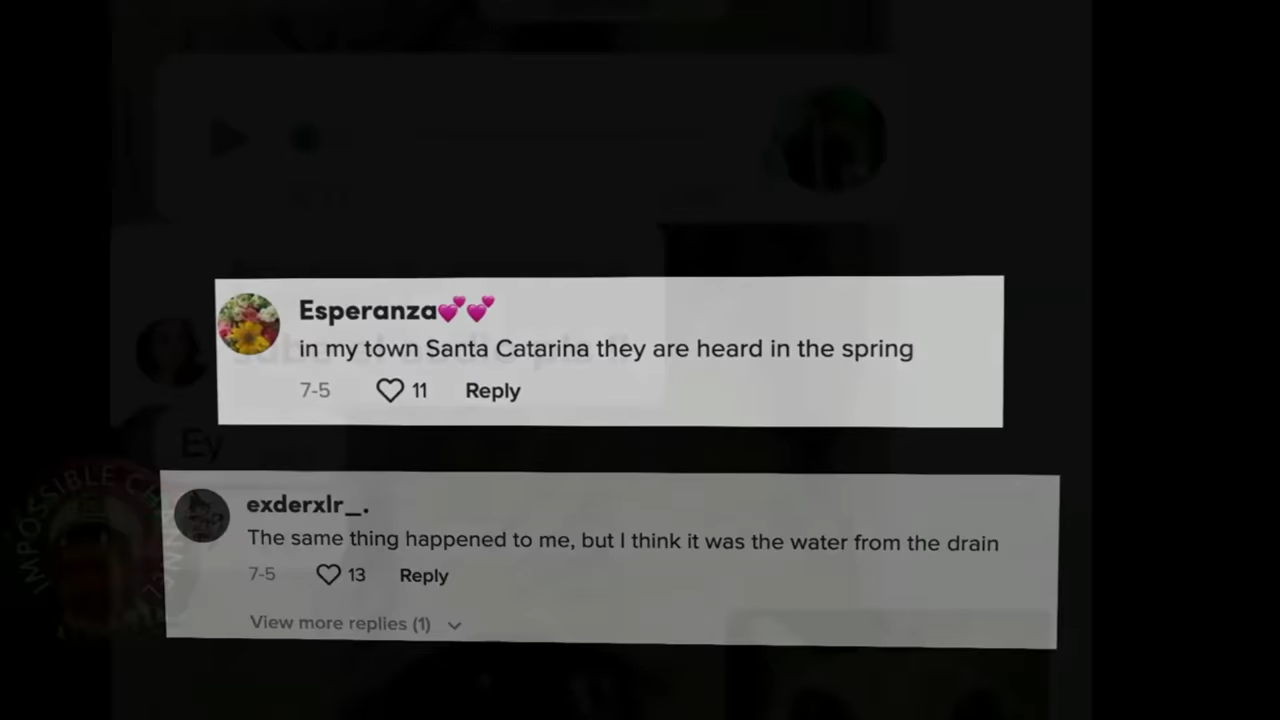 Esperanza💕💕
in my town Santa Catarina they are heard in the spring
7-5 11 Reply
Ey
exderxlr_.
The same thing happened to me, but I think it was the water from the drain
7-5 13 Reply
View more replies (1)
IMPOSSIBLE